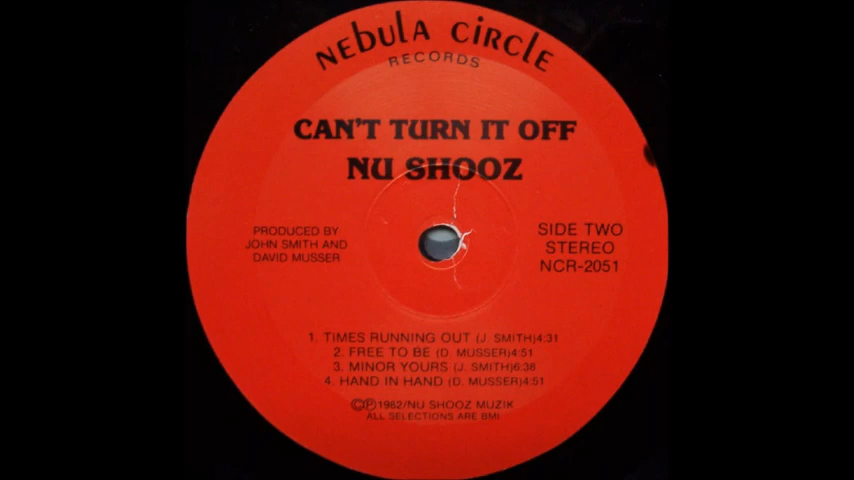 NEBULA CIRCLE
RECORDS
CAN'T TURN IT OFF
NU SHOOZ
PRODUCED BY
JOHN SMITH AND
DAVID MUSSER
SIDE TWO
STEREO
NCR-2051
1. TIMES RUNNING OUT (J. SMITH)4:31
2. FREE TO BE (D. MUSSER)4:51
3. MINOR YOURS (J. SMITH)6:38
4. HAND IN HAND (D. MUSSER)4:51
©℗1982/NU SHOOZ MUZIK
ALL SELECTIONS ARE BMI